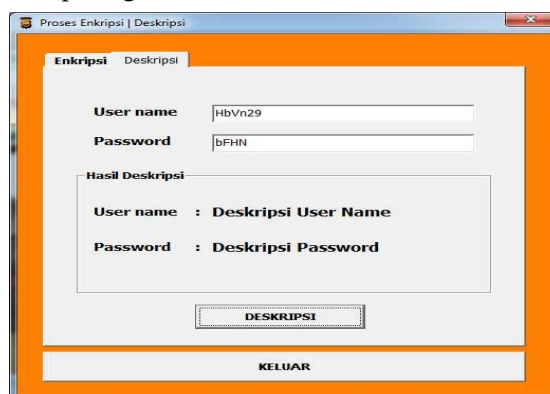 Proses Enkripsi | Deskripsi
Enkripsi Deskripsi
User name HbVn29
Password bFHN
Hasil Deskripsi
User name : Deskripsi User Name
Password : Deskripsi Password
DESKRIPSI
KELUAR